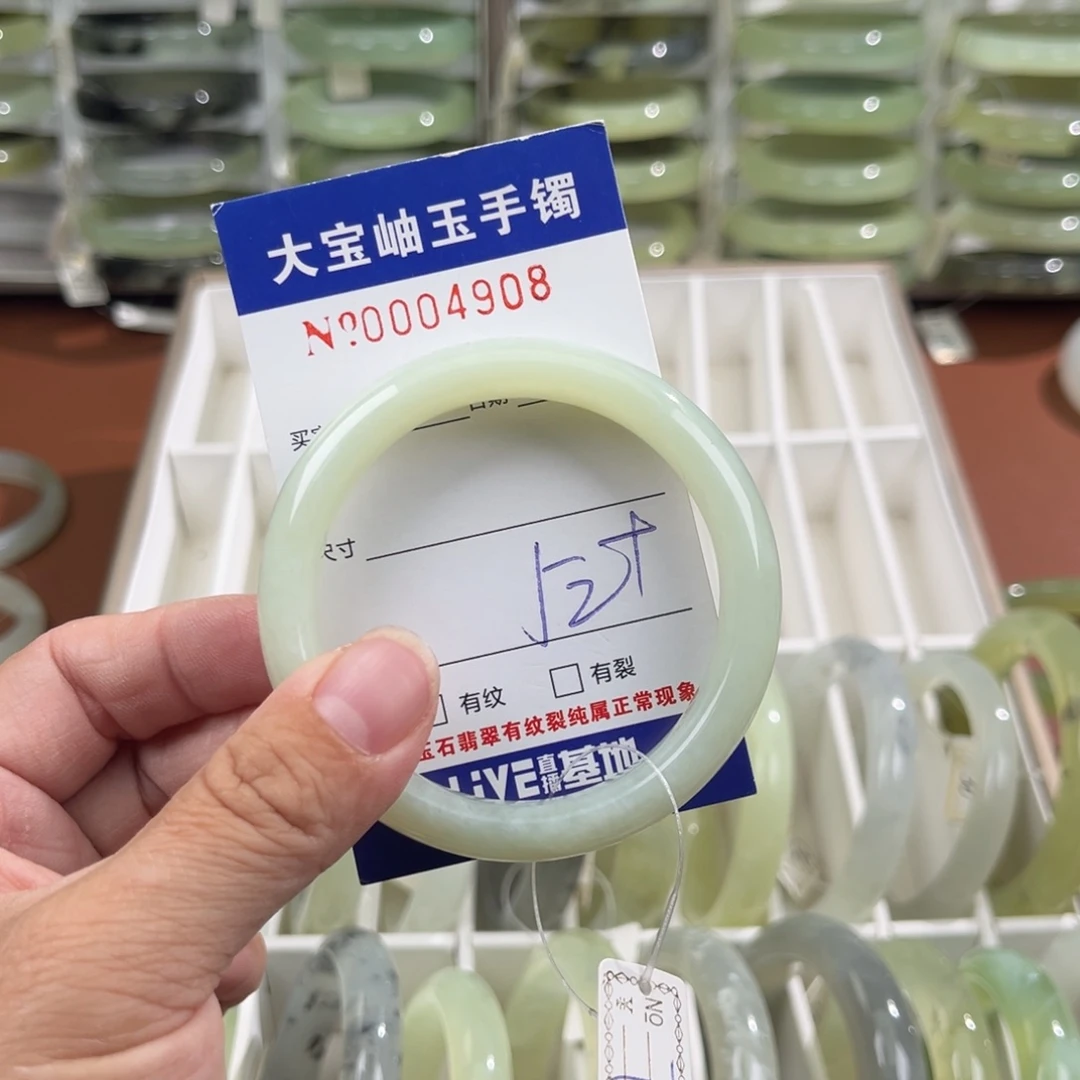 大宝岫玉手镯
Nº0004908
日期
尺寸
有纹 有裂
玉石翡翠有纹裂纯属正常现象
LiVE直播基地
NO